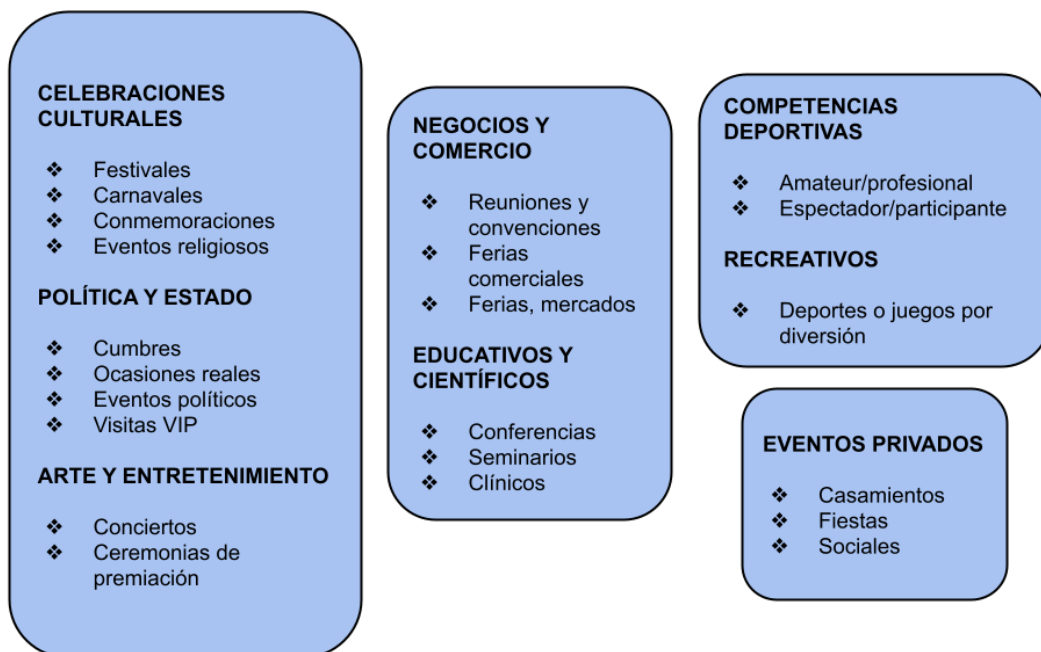 CELEBRACIONES
CULTURALES
❖ Festivales
❖ Carnavales
❖ Conmemoraciones
❖ Eventos religiosos
POLÍTICA Y ESTADO
❖ Cumbres
❖ Ocasiones reales
❖ Eventos políticos
❖ Visitas VIP
ARTE Y ENTRETENIMIENTO
❖ Conciertos
❖ Ceremonias de
premiación
NEGOCIOS Y
COMERCIO
❖ Reuniones y
convenciones
❖ Ferias
comerciales
❖ Ferias, mercados
EDUCATIVOS Y
CIENTÍFICOS
❖ Conferencias
❖ Seminarios
❖ Clínicos
COMPETENCIAS
DEPORTIVAS
❖ Amateur/profesional
❖ Espectador/participante
RECREATIVOS
❖ Deportes o juegos por
diversión
EVENTOS PRIVADOS
❖ Casamientos
❖ Fiestas
❖ Sociales